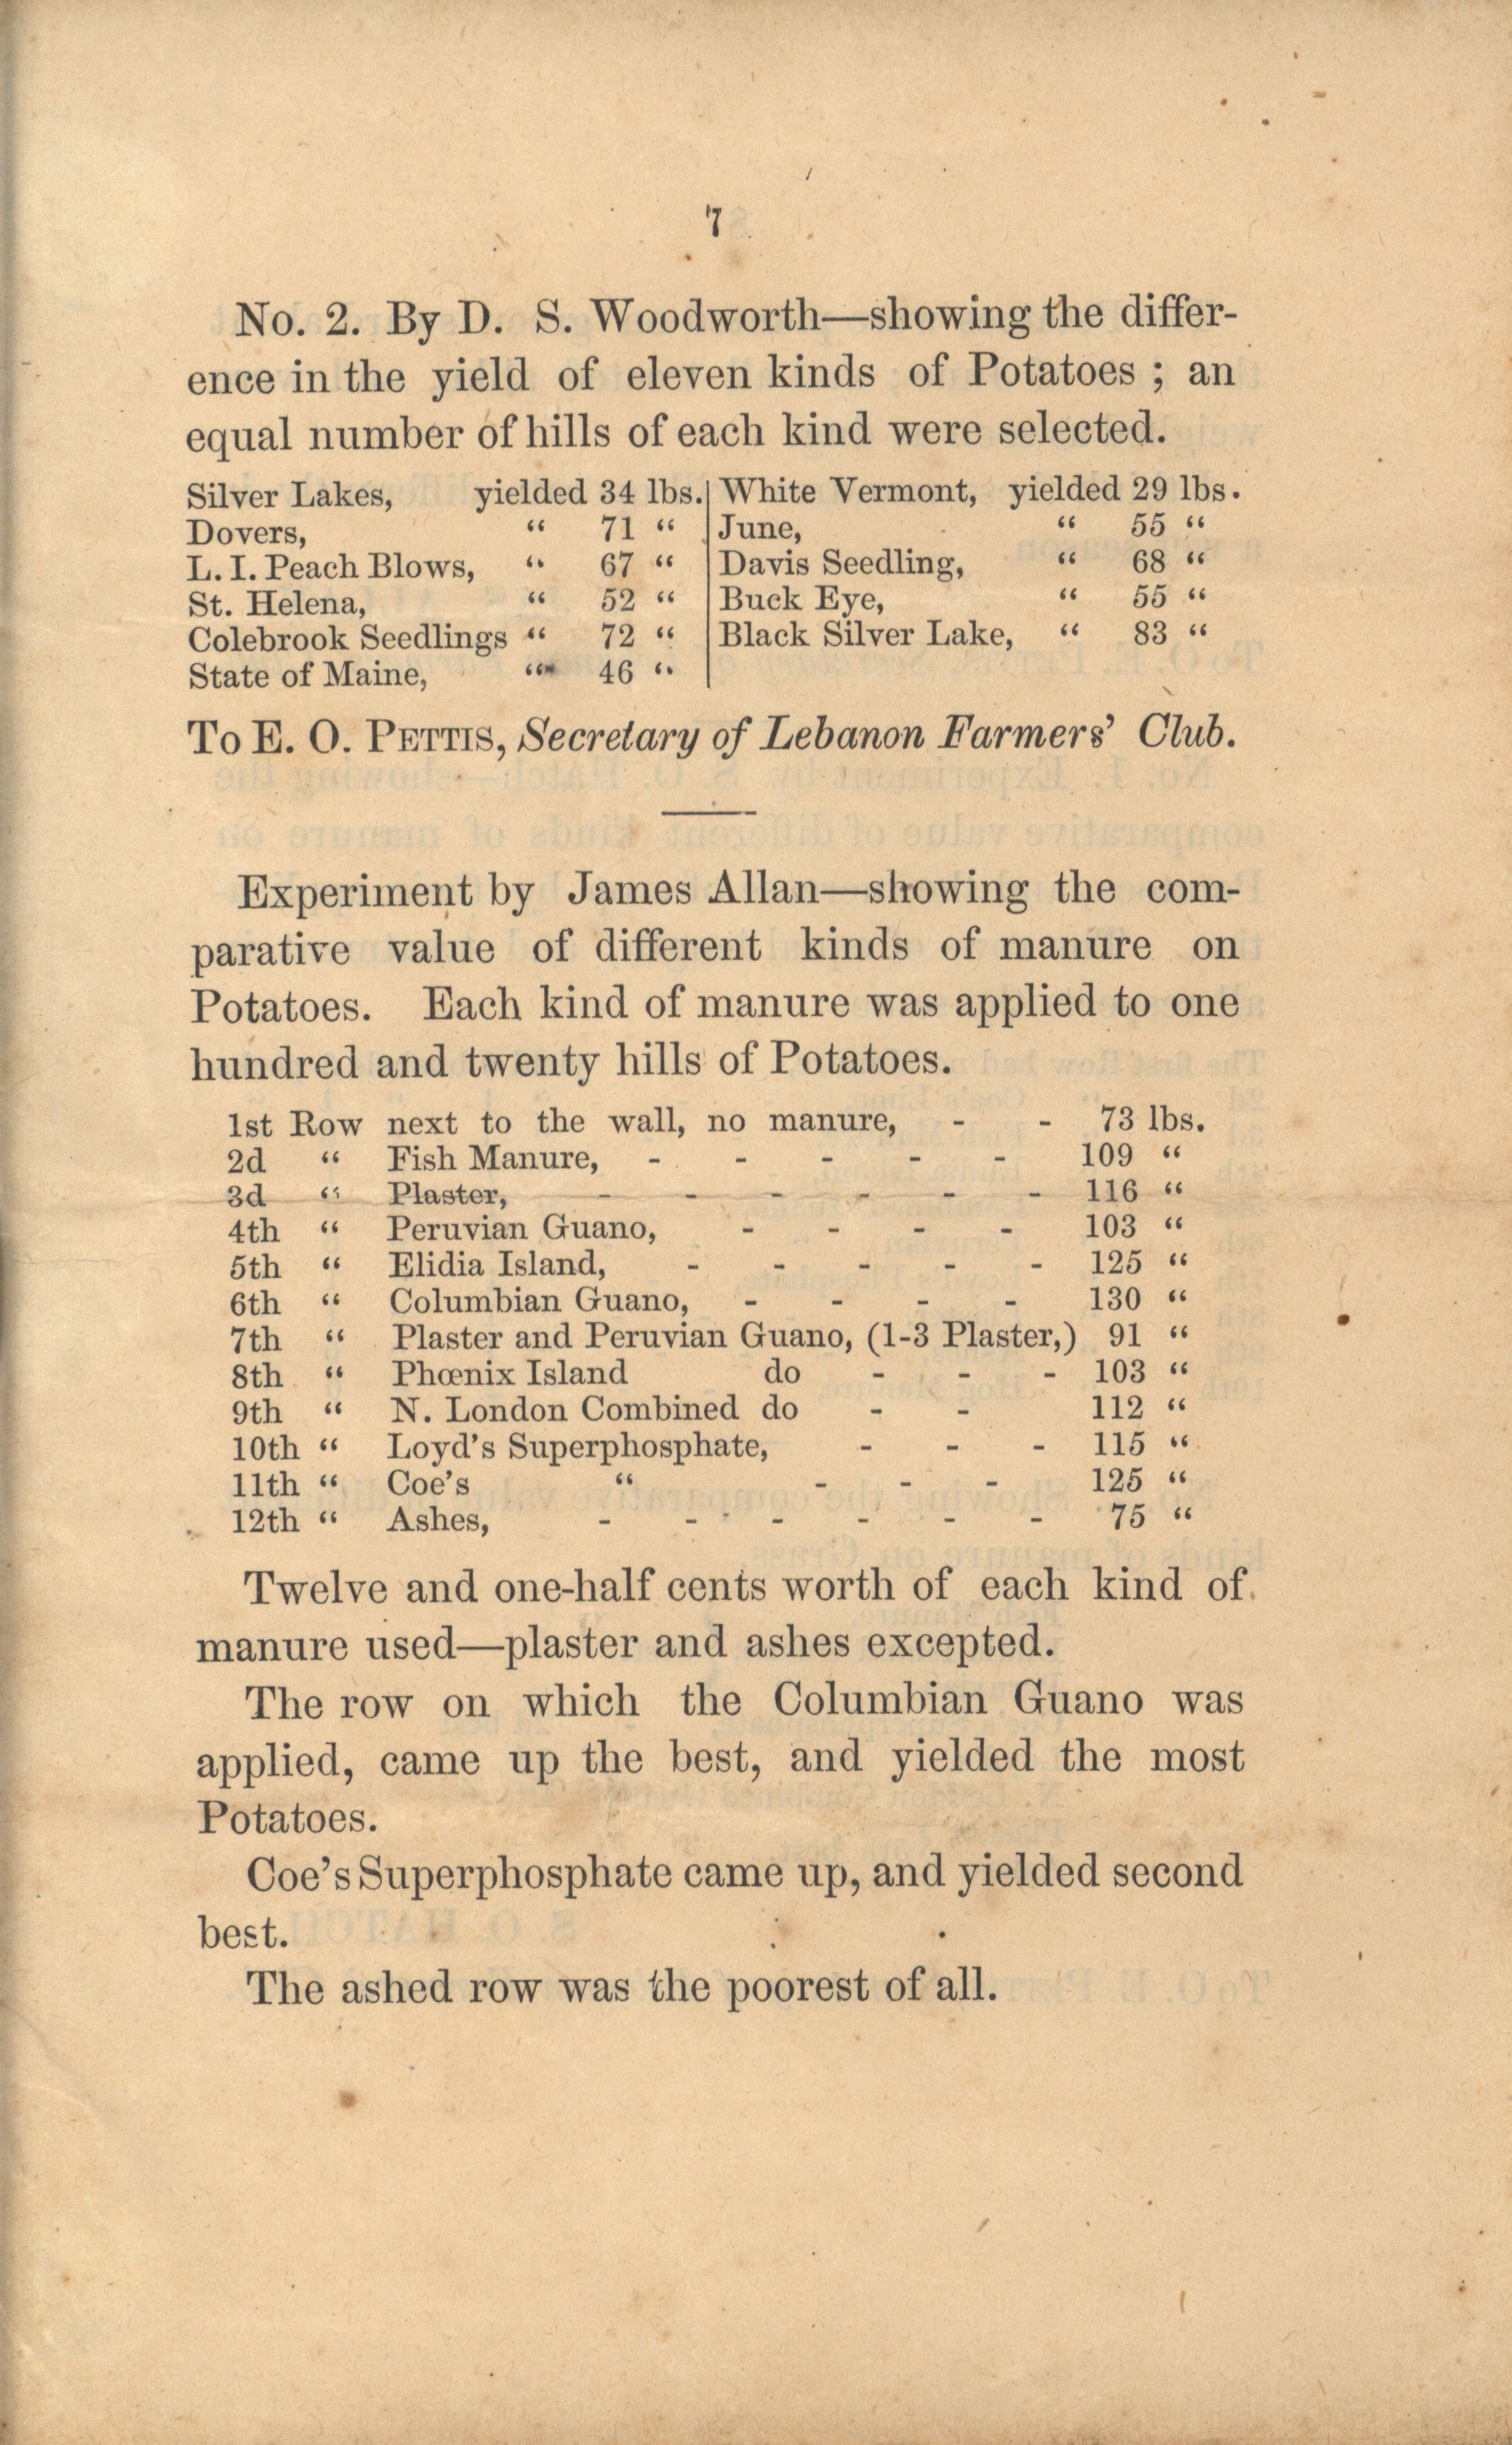 7
No. 2. By D. S. Woodworth—showing the differ-
ence in the yield of eleven kinds of Potatoes ; an
equal number of hills of each kind were selected.
Silver Lakes, yielded 34 lbs. | White Vermont, yielded 29 lbs.
Dovers, “ 71 “ | June, “ 55 “
L. I. Peach Blows, “ 67 “ | Davis Seedling, “ 68 “
St. Helena, “ 52 “ | Buck Eye, “ 55 “
Colebrook Seedlings “ 72 “ | Black Silver Lake, “ 83 “
State of Maine, “ 46 “
To E. O. PETTIS, Secretary of Lebanon Farmers’ Club.
Experiment by James Allan—showing the com-
parative value of different kinds of manure on
Potatoes. Each kind of manure was applied to one
hundred and twenty hills of Potatoes.
1st Row next to the wall, no manure, - - 73 lbs.
2d “ Fish Manure, - - - - - 109 “
3d “ Plaster, - - - - - - 116 “
4th “ Peruvian Guano, - - - - 103 “
5th “ Elidia Island, - - - - - 125 “
6th “ Columbian Guano, - - - - 130 “
7th “ Plaster and Peruvian Guano, (1-3 Plaster,) 91 “
8th “ Phœnix Island do - - - 103 “
9th “ N. London Combined do - - 112 “
10th “ Loyd’s Superphosphate, - - - 115 “
11th “ Coe’s “ - - - 125 “
12th “ Ashes, - - - - - - 75 “
Twelve and one-half cents worth of each kind of
manure used—plaster and ashes excepted.
The row on which the Columbian Guano was
applied, came up the best, and yielded the most
Potatoes.
Coe’s Superphosphate came up, and yielded second
best.
The ashed row was the poorest of all.